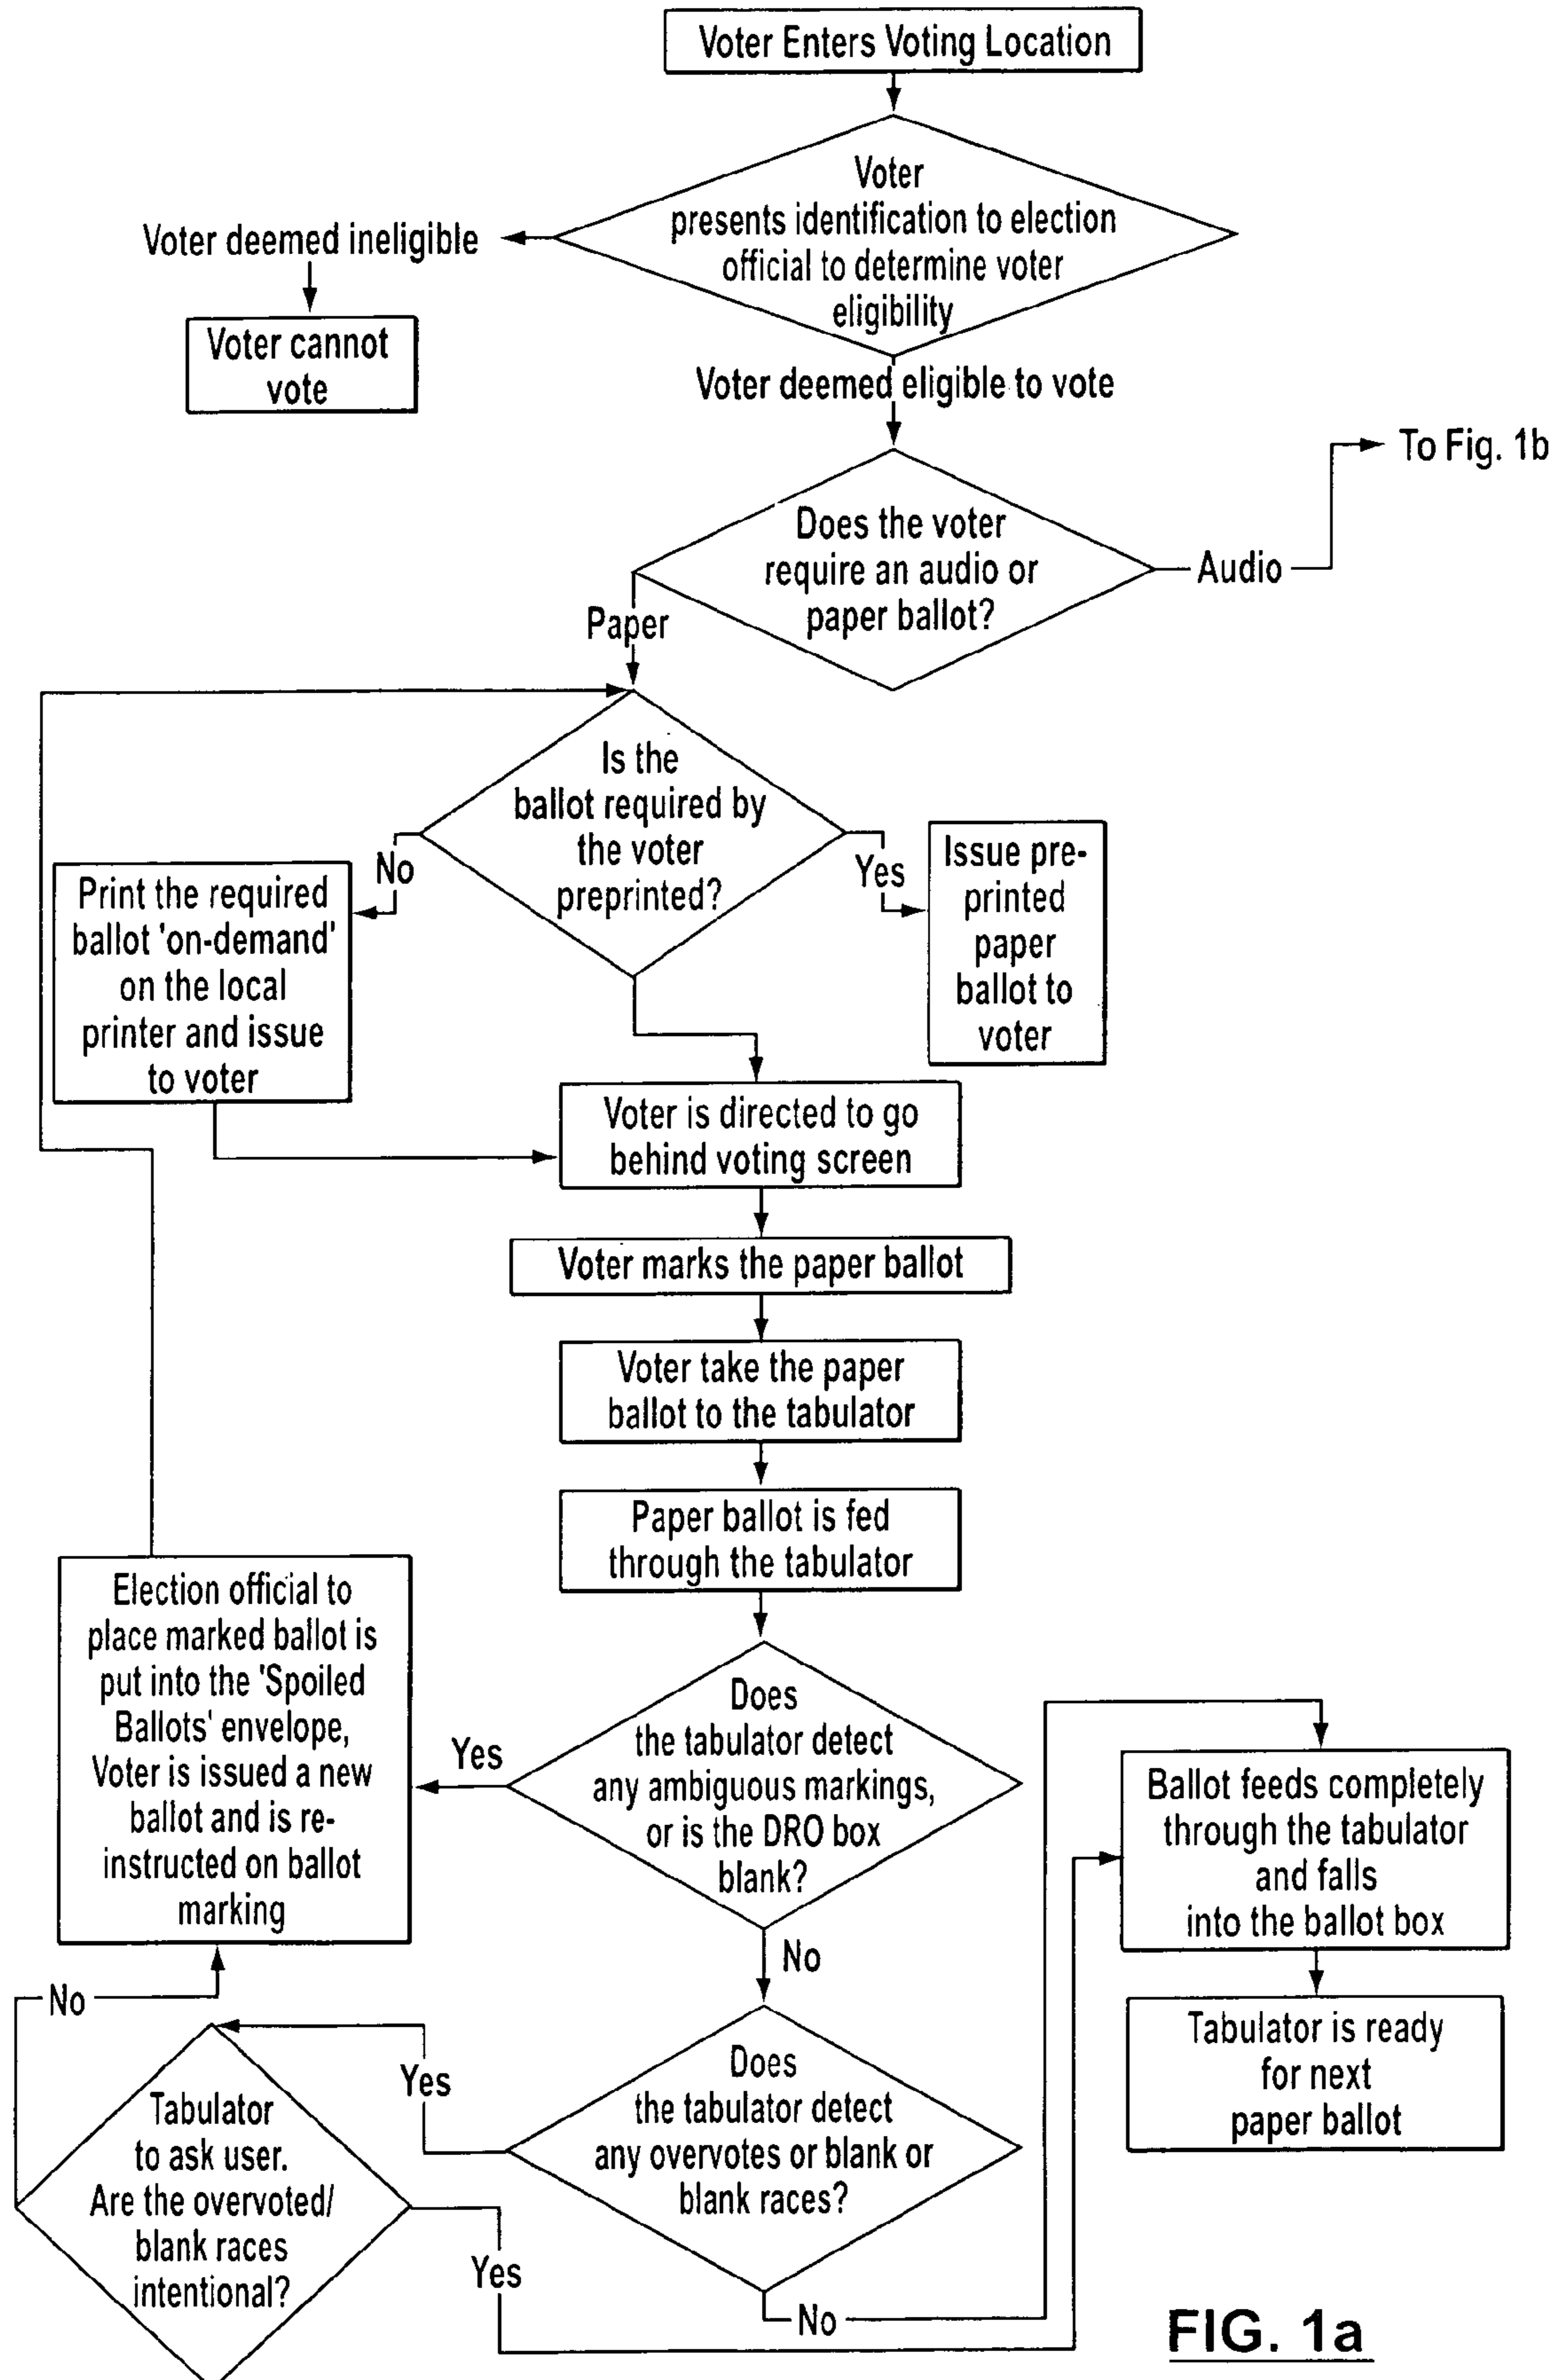 Voter Enters Voting Location
Voter
presents identification to election
official to determine voter
eligibility
Voter deemed ineligible
Voter cannot
vote
Voter deemed eligible to vote
To Fig. 1b
Does the voter
require an audio or
paper ballot?
Audio
Paper
Is the
ballot required by
the voter
preprinted?
No
Yes
Print the required
ballot 'on-demand'
on the local
printer and issue
to voter
Issue pre-
printed
paper
ballot to
voter
Voter is directed to go
behind voting screen
Voter marks the paper ballot
Voter take the paper
ballot to the tabulator
Paper ballot is fed
through the tabulator
Election official to
place marked ballot is
put into the 'Spoiled
Ballots' envelope,
Voter is issued a new
ballot and is re-
instructed on ballot
marking
Yes
Does
the tabulator detect
any ambiguous markings,
or is the DRO box
blank?
Ballot feeds completely
through the tabulator
and falls
into the ballot box
No
No
Tabulator is ready
for next
paper ballot
Yes
Does
the tabulator detect
any overvotes or blank or
blank races?
Tabulator
to ask user.
Are the overvoted/
blank races
intentional?
Yes
No
FIG. 1a